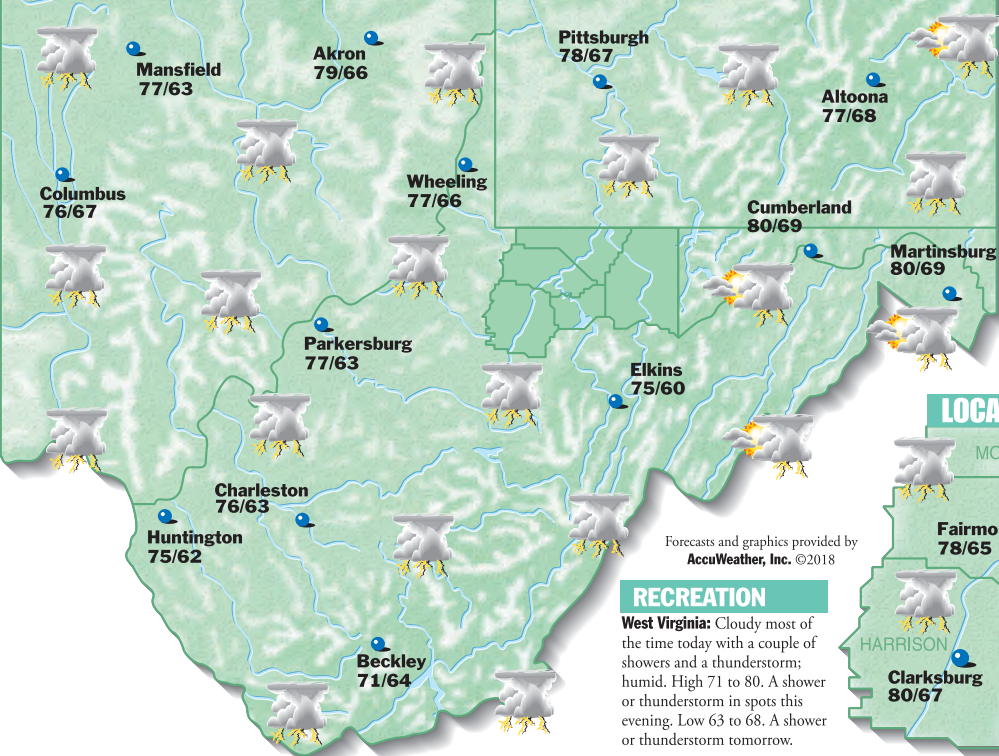 Pittsburgh
78/67
Akron
79/66
Mansfield
77/63
Altoona
77/68
Wheeling
77/66
Columbus
76/67
Cumberland
80/69
Martinsburg
80/69
Parkersburg
77/63
Elkins
75/60
Charleston
76/63
Huntington
75/62
Beckley
71/64
Forecasts and graphics provided by
AccuWeather, Inc. ©2018
RECREATION
West Virginia: Cloudy most of
the time today with a couple of
showers and a thunderstorm;
humid. High 71 to 80. A shower
or thunderstorm in spots this
evening. Low 63 to 68. A shower
or thunderstorm tomorrow.
LOCA
MO
Fairmo
78/65
HARRISON
Clarksburg
80/67